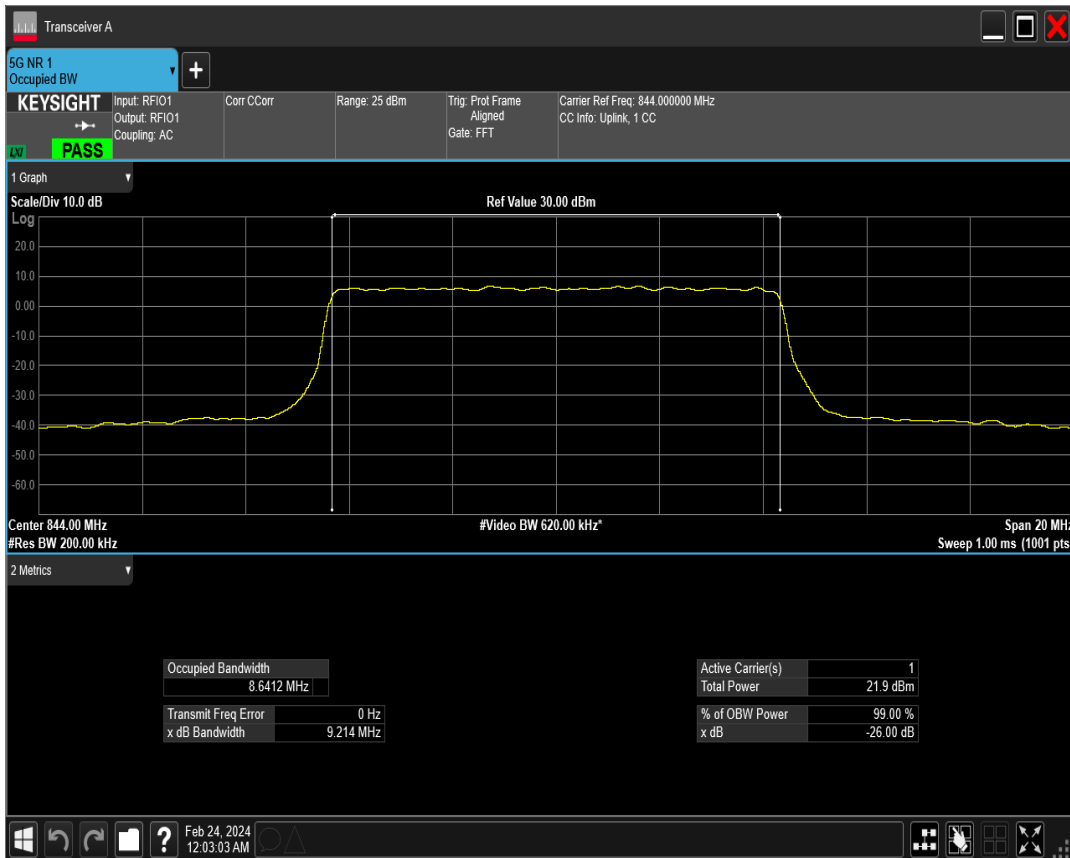 Transceiver A
5G NR 1
Occupied BW
+
KEYSIGHT
LXI
PASS
Input: RFIO1
Output: RFIO1
Coupling: AC
Corr CCorr
Range: 25 dBm
Trig: Prot Frame
Aligned
Gate: FFT
Carrier Ref Freq: 844.000000 MHz
CC Info: Uplink, 1 CC
1 Graph
Scale/Div 10.0 dB
Ref Value 30.00 dBm
Log
20.0
10.0
0.00
-10.0
-20.0
-30.0
-40.0
-50.0
-60.0
Center 844.00 MHz
#Video BW 620.00 kHz*
Span 20 MHz
#Res BW 200.00 kHz
Sweep 1.00 ms (1001 pts
2 Metrics
Occupied Bandwidth
8.6412 MHz
Transmit Freq Error 0 Hz
x dB Bandwidth 9.214 MHz
Active Carrier(s) 1
Total Power 21.9 dBm
% of OBW Power 99.00 %
x dB -26.00 dB
?
Feb 24, 2024
12:03:03 AM